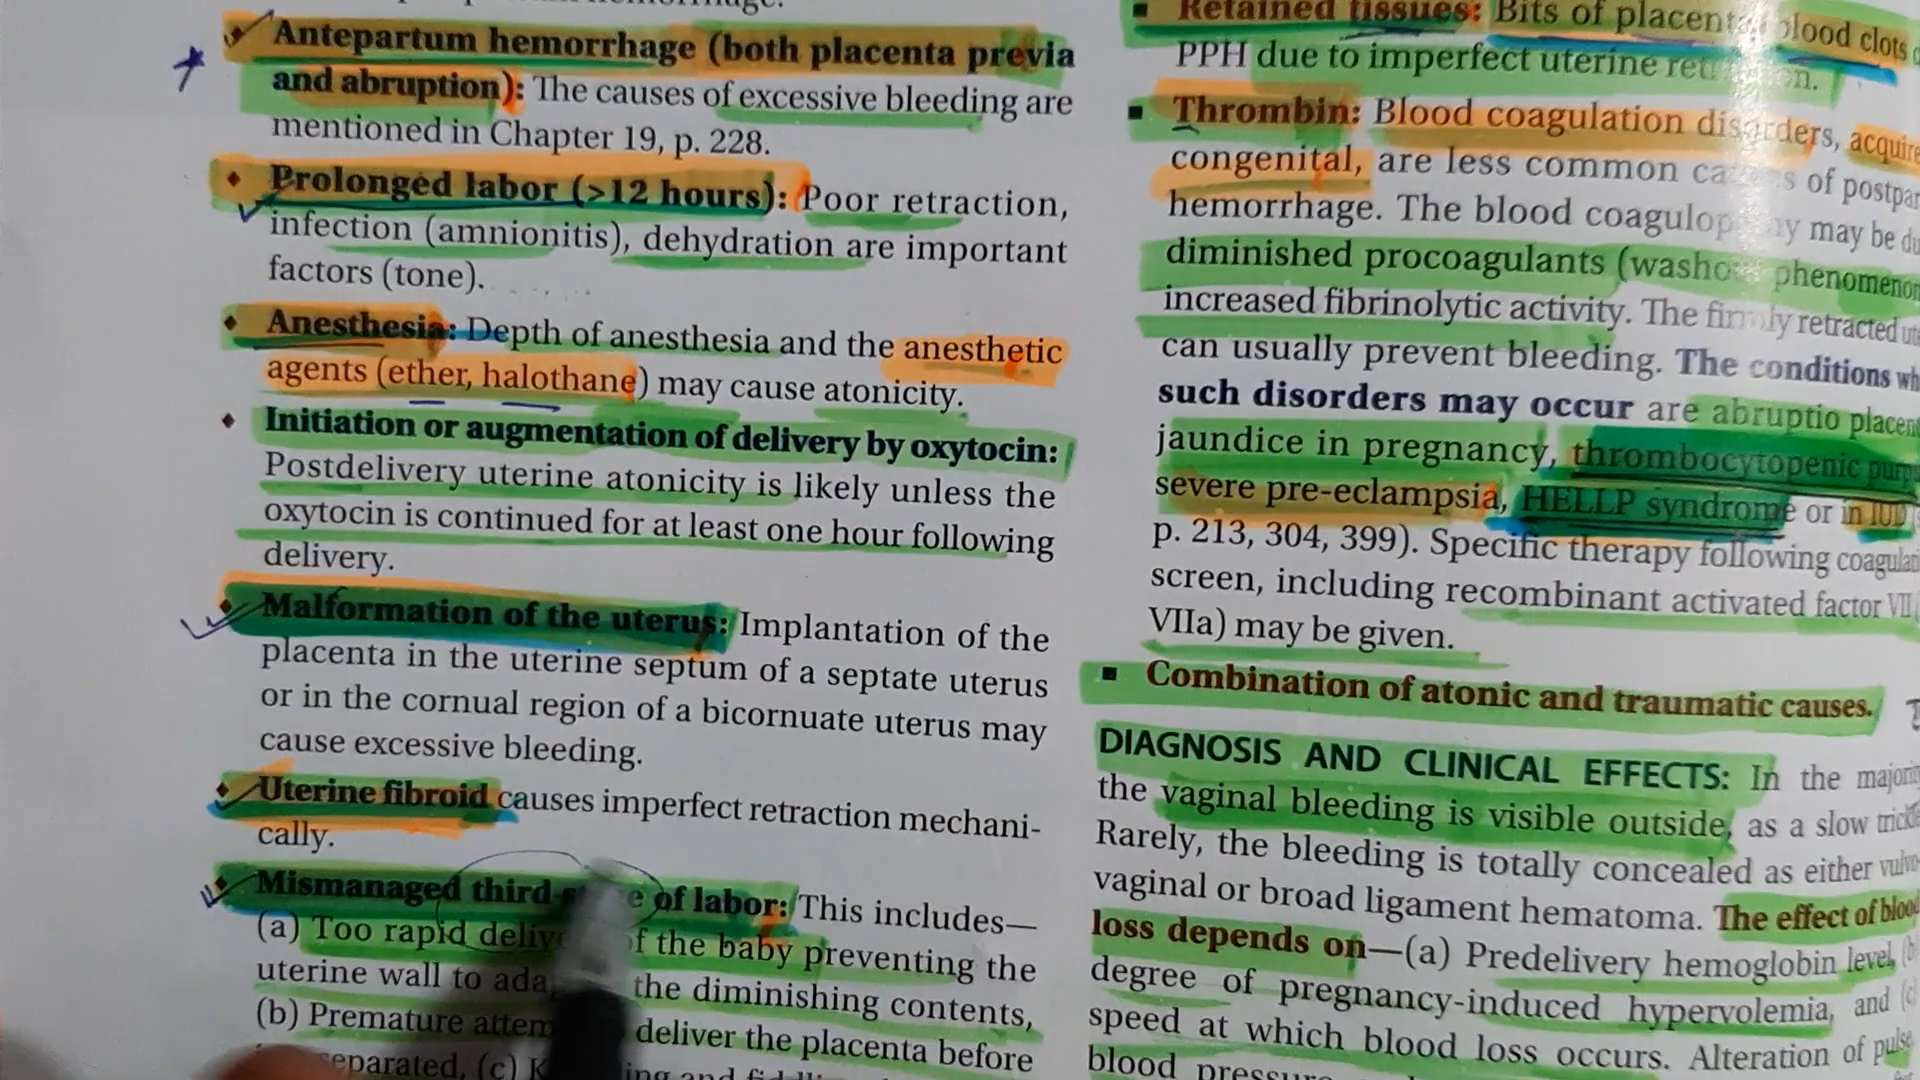 Antepartum hemorrhage (both placenta previa
and abruption): The causes of excessive bleeding are
mentioned in Chapter 19, p. 228.
Prolonged labor (>12 hours): Poor retraction,
infection (amnionitis), dehydration are important
factors (tone).
Anesthesia: Depth of anesthesia and the anesthetic
agents (ether, halothane) may cause atonicity.
Initiation or augmentation of delivery by oxytocin:
Postdelivery uterine atonicity is likely unless the
oxytocin is continued for at least one hour following
delivery.
Malformation of the uterus: Implantation of the
placenta in the uterine septum of a septate uterus
or in the cornual region of a bicornuate uterus may
cause excessive bleeding.
Uterine fibroid causes imperfect retraction mechani-
cally.
Mismanaged third of labor: This includes—
(a) Too rapid of the baby preventing the
uterine wall to the diminishing contents,
(b) Premature deliver the placenta before
separated, (c)
Retained tissues: Bits of blood clots
PPH due to imperfect uterine
Thrombin: Blood coagulation disorders,
congenital, are less common of
hemorrhage. The blood may be
diminished procoagulants phenomenon
increased fibrinolytic activity. The firmly retracted
can usually prevent bleeding. The conditions
such disorders may occur are abruptio
jaundice in pregnancy, thrombocytopenic
severe pre-eclampsia, HELLP syndrome or in IUD
p. 213, 304, 399). Specific therapy following
screen, including recombinant activated factor VII
VIIa) may be given.
Combination of atonic and traumatic causes.
DIAGNOSIS AND CLINICAL EFFECTS: In the
the vaginal bleeding is visible outside, as a slow
Rarely, the bleeding is totally concealed as either
vaginal or broad ligament hematoma. The effect of blood
loss depends on—(a) Predelivery hemoglobin level,
degree of pregnancy-induced hypervolemia, and (c)
speed at which blood loss occurs. Alteration of pulse
blood